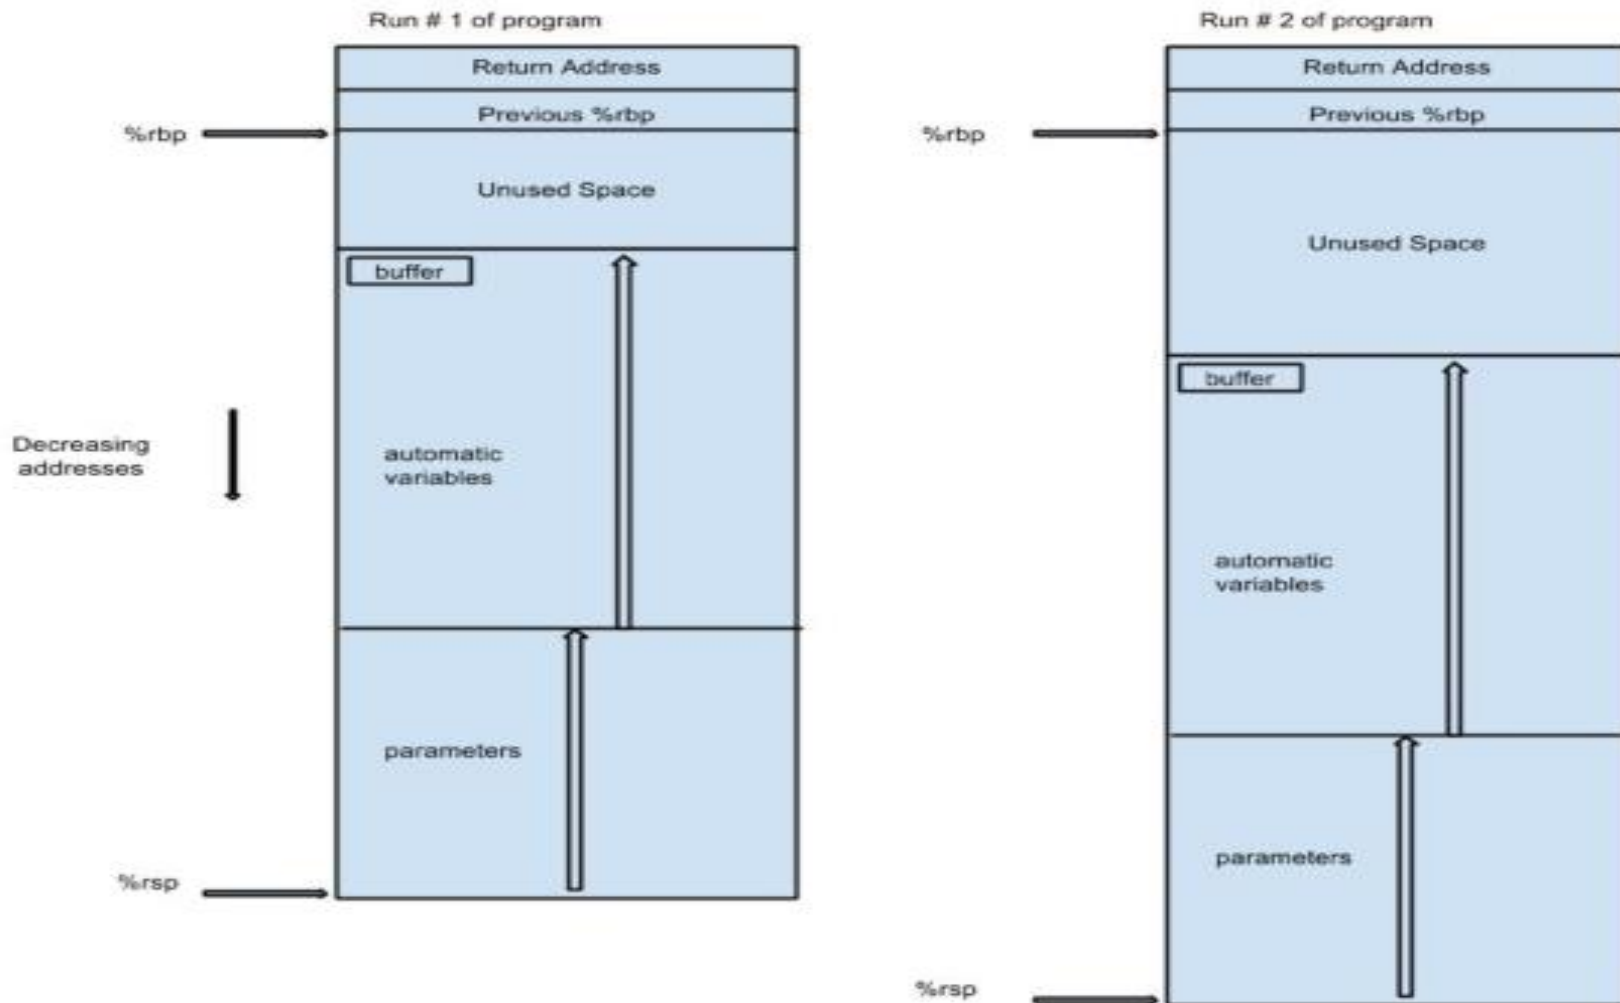 Run # 1 of program
Return Address
Previous %rbp
%rbp
Unused Space
buffer
Decreasing
addresses
automatic
variables
parameters
%rsp
Run # 2 of program
Return Address
Previous %rbp
%rbp
Unused Space
buffer
automatic
variables
parameters
%rsp